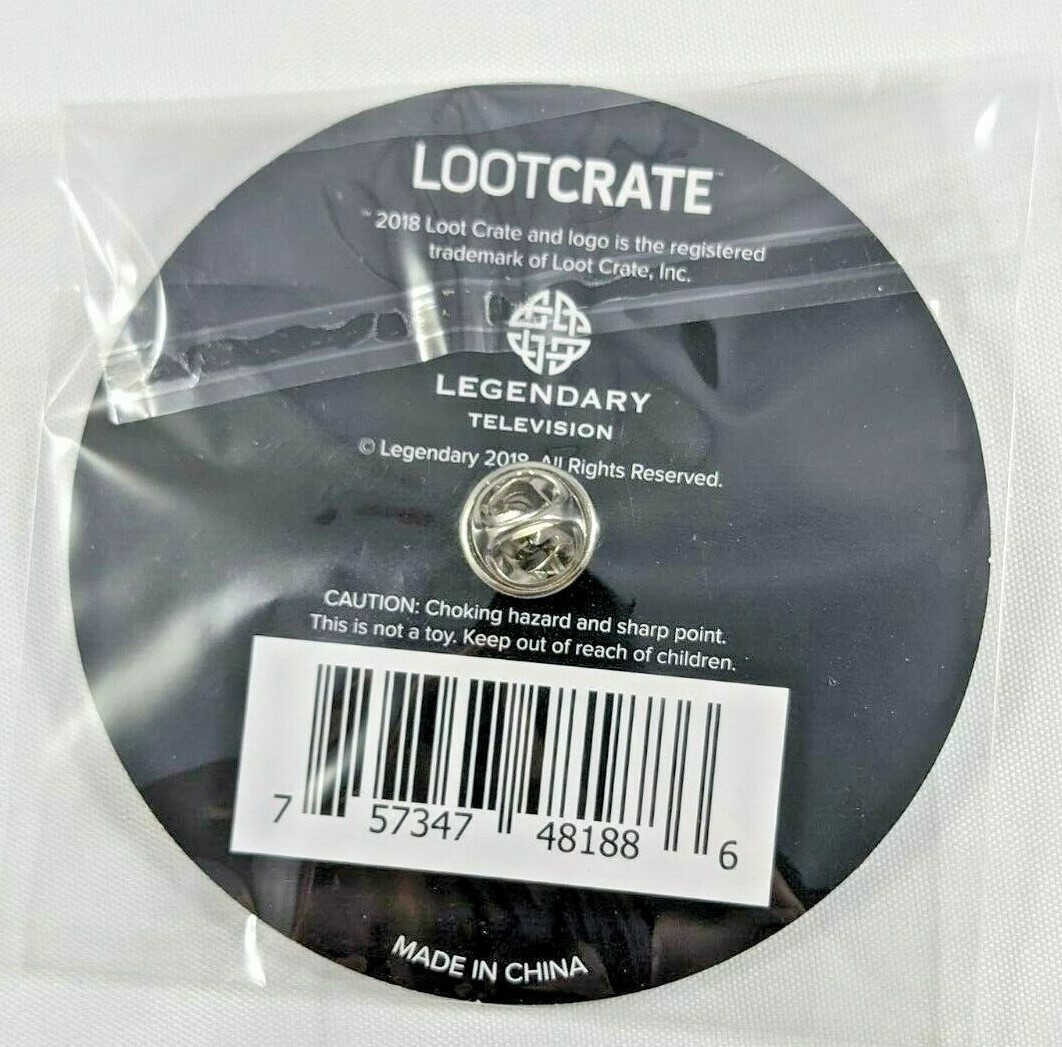 LOOTCRATE™
™ 2018 Loot Crate and logo is the registered
trademark of Loot Crate, Inc.
LEGENDARY
TELEVISION
© Legendary 2018. All Rights Reserved.
CAUTION: Choking hazard and sharp point.
This is not a toy. Keep out of reach of children.
7 57347 48188 6
MADE IN CHINA